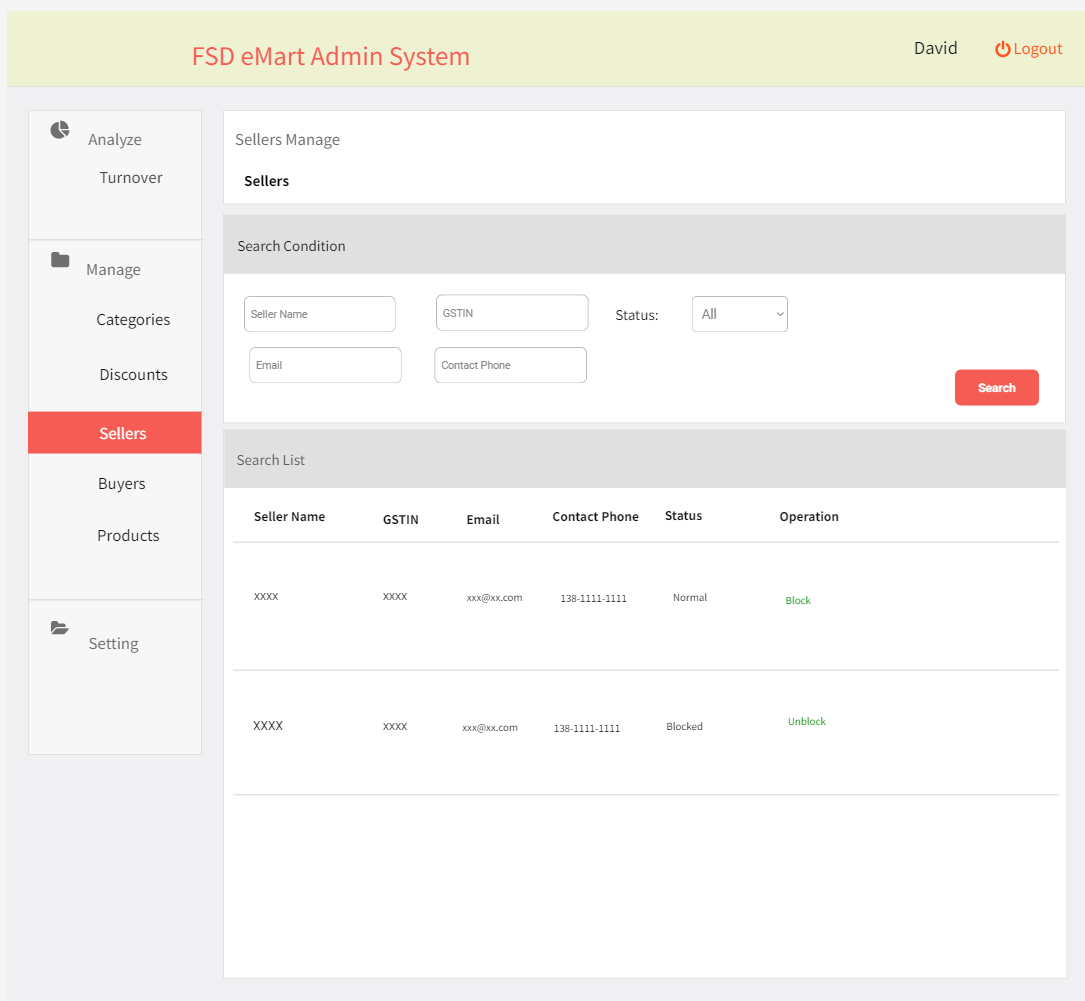 FSD eMart Admin System
David
Logout
Analyze
Turnover
Manage
Categories
Discounts
Sellers
Buyers
Products
Setting
Sellers Manage
Sellers
Search Condition
Seller Name
GSTIN
Status:
All
Email
Contact Phone
Search
Search List
Seller Name GSTIN Email Contact Phone Status Operation
XXXX XXXX xxx@xx.com 138-1111-1111 Normal Block
XXXX XXXX xxx@xx.com 138-1111-1111 Blocked Unblock